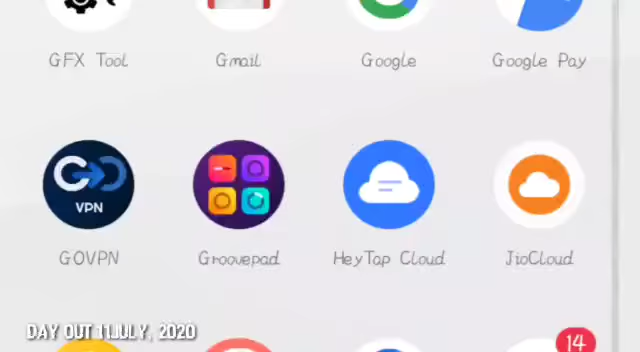 GFX Tool Gmail Google Google Pay
VPN
GOVPN Groovepad HeyTap Cloud JioCloud
DAY OUT 11JULY, 2020
14